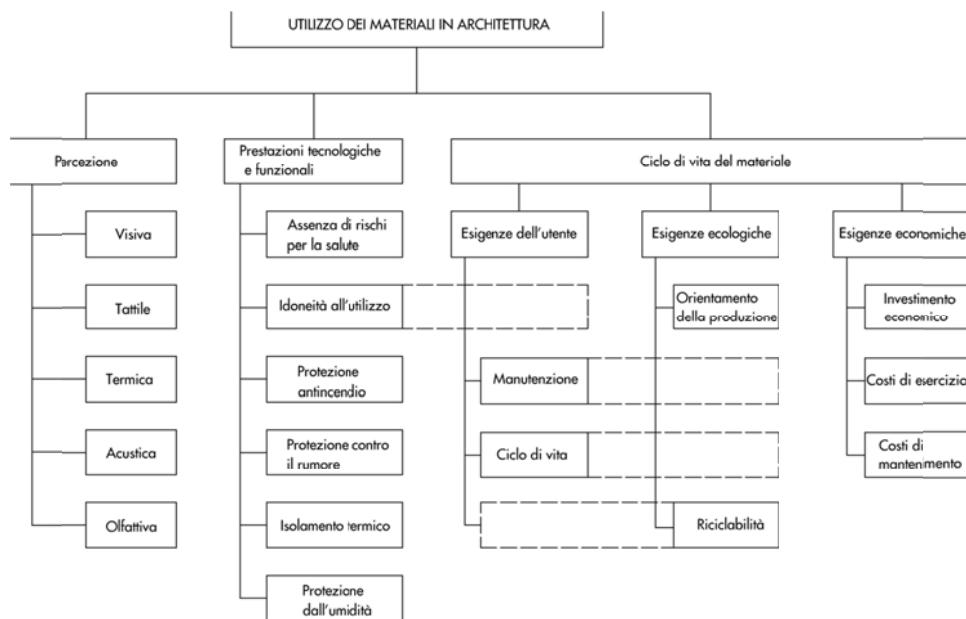 UTILIZZO DEI MATERIALI IN ARCHITETTURA
Percezione
Visiva
Tattile
Termica
Acustica
Olfattiva
Prestazioni tecnologiche
e funzionali
Assenza di rischi
per la salute
Idoneità all'utilizzo
Protezione
antincendio
Protezione contro
il rumore
Isolamento termico
Protezione
dall'umidità
Ciclo di vita del materiale
Esigenze dell'utente
Manutenzione
Ciclo di vita
Esigenze ecologiche
Orientamento
della produzione
Riciclabilità
Esigenze economiche
Investimento
economico
Costi di esercizio
Costi di
mantenimento